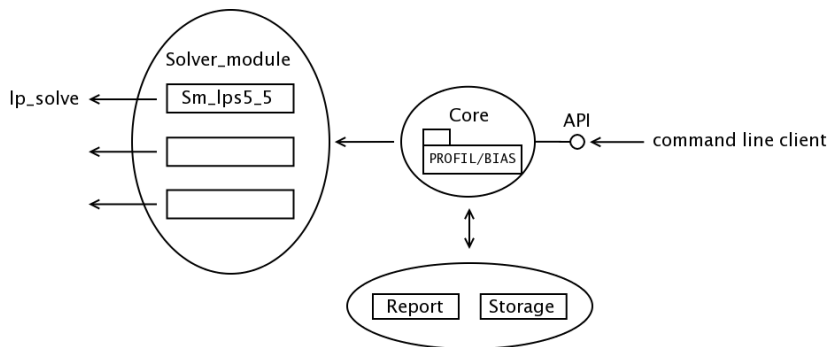 Solver_module
lp_solve
Sm_lps5_5
Core
PROFIL/BIAS
API
command line client
Report
Storage